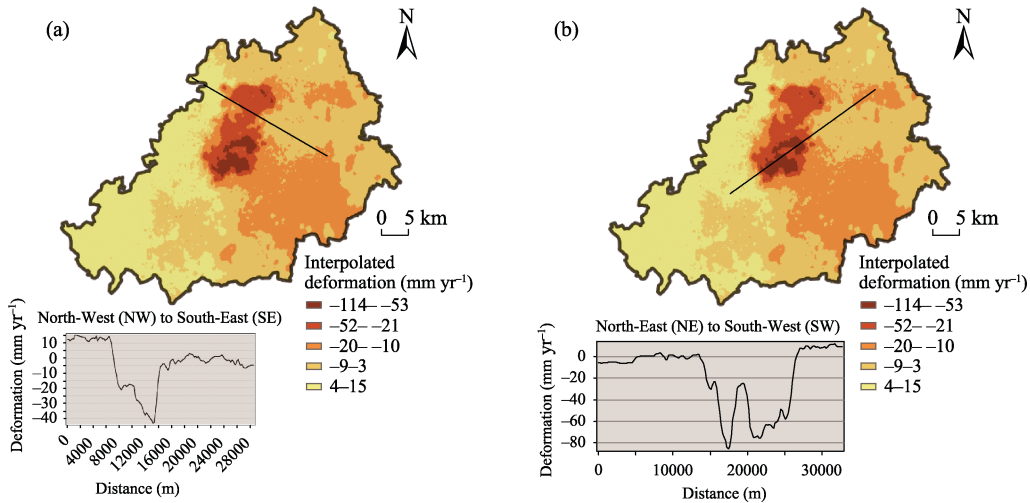 (a)
N
0 5 km
Interpolated
deformation (mm yr⁻¹)
−114– −53
−52– −21
−20– −10
−9–3
4–15
North-West (NW) to South-East (SE)
Deformation (mm yr⁻¹)
10
0
−10
−20
−30
−40
0 4000 8000 12000 16000 20000 24000 28000
Distance (m)
(b)
N
0 5 km
Interpolated
deformation (mm yr⁻¹)
−114– −53
−52– −21
−20– −10
−9–3
4–15
North-East (NE) to South-West (SW)
Deformation (mm yr⁻¹)
0
−20
−40
−60
−80
0 10000 20000 30000
Distance (m)